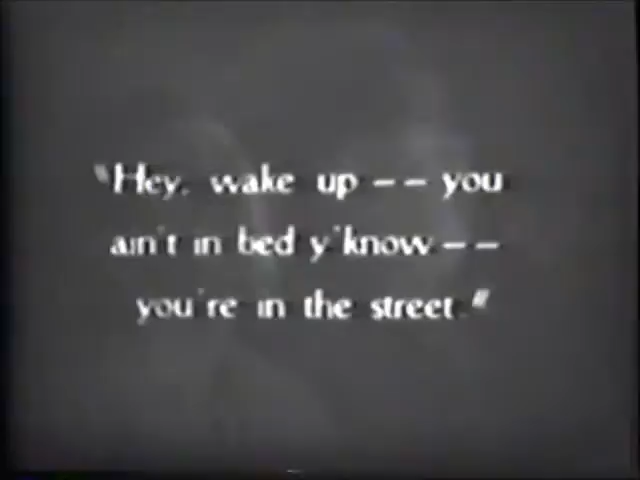 "Hey, wake up -- you
ain't in bed y'know --
you're in the street."